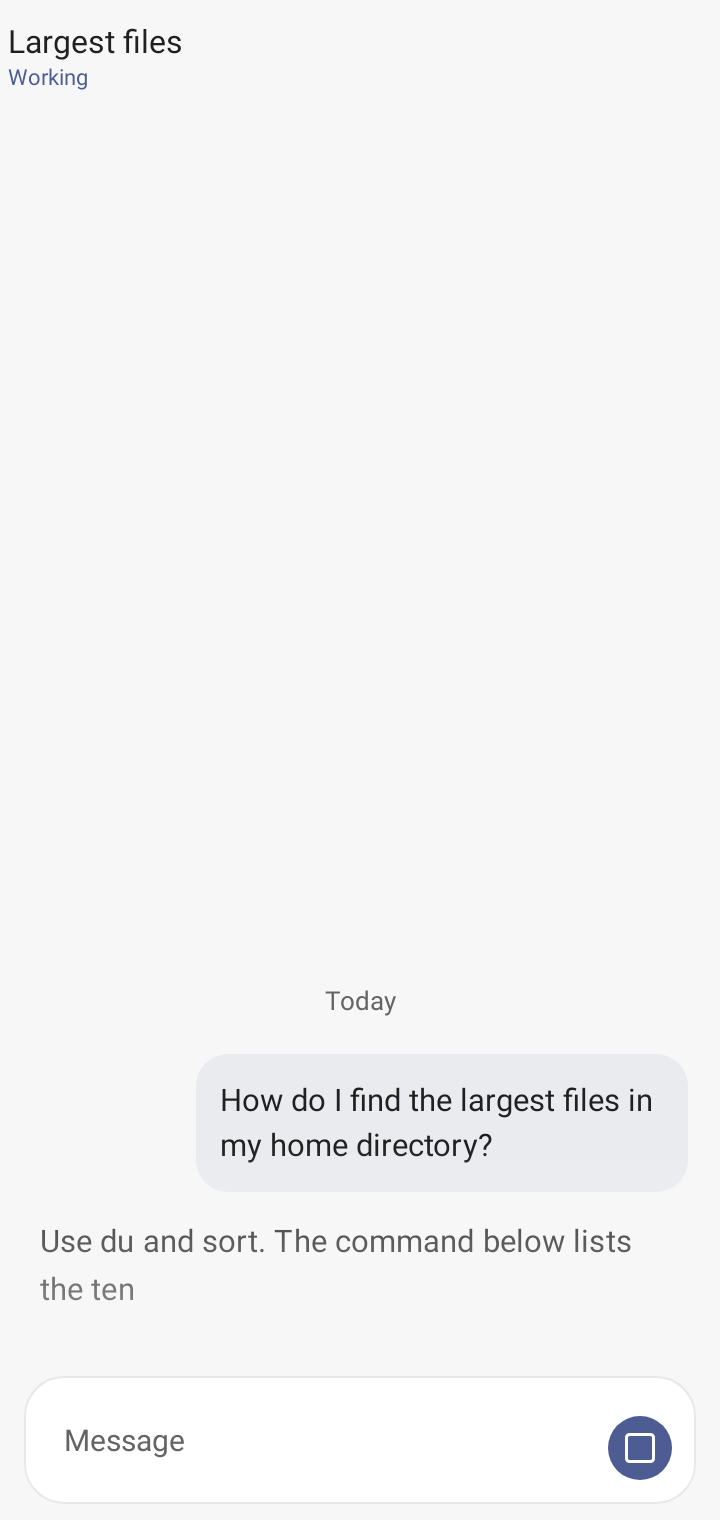 Largest files
Working
Today
How do I find the largest files in
my home directory?
Use du and sort. The command below lists
the ten
Message